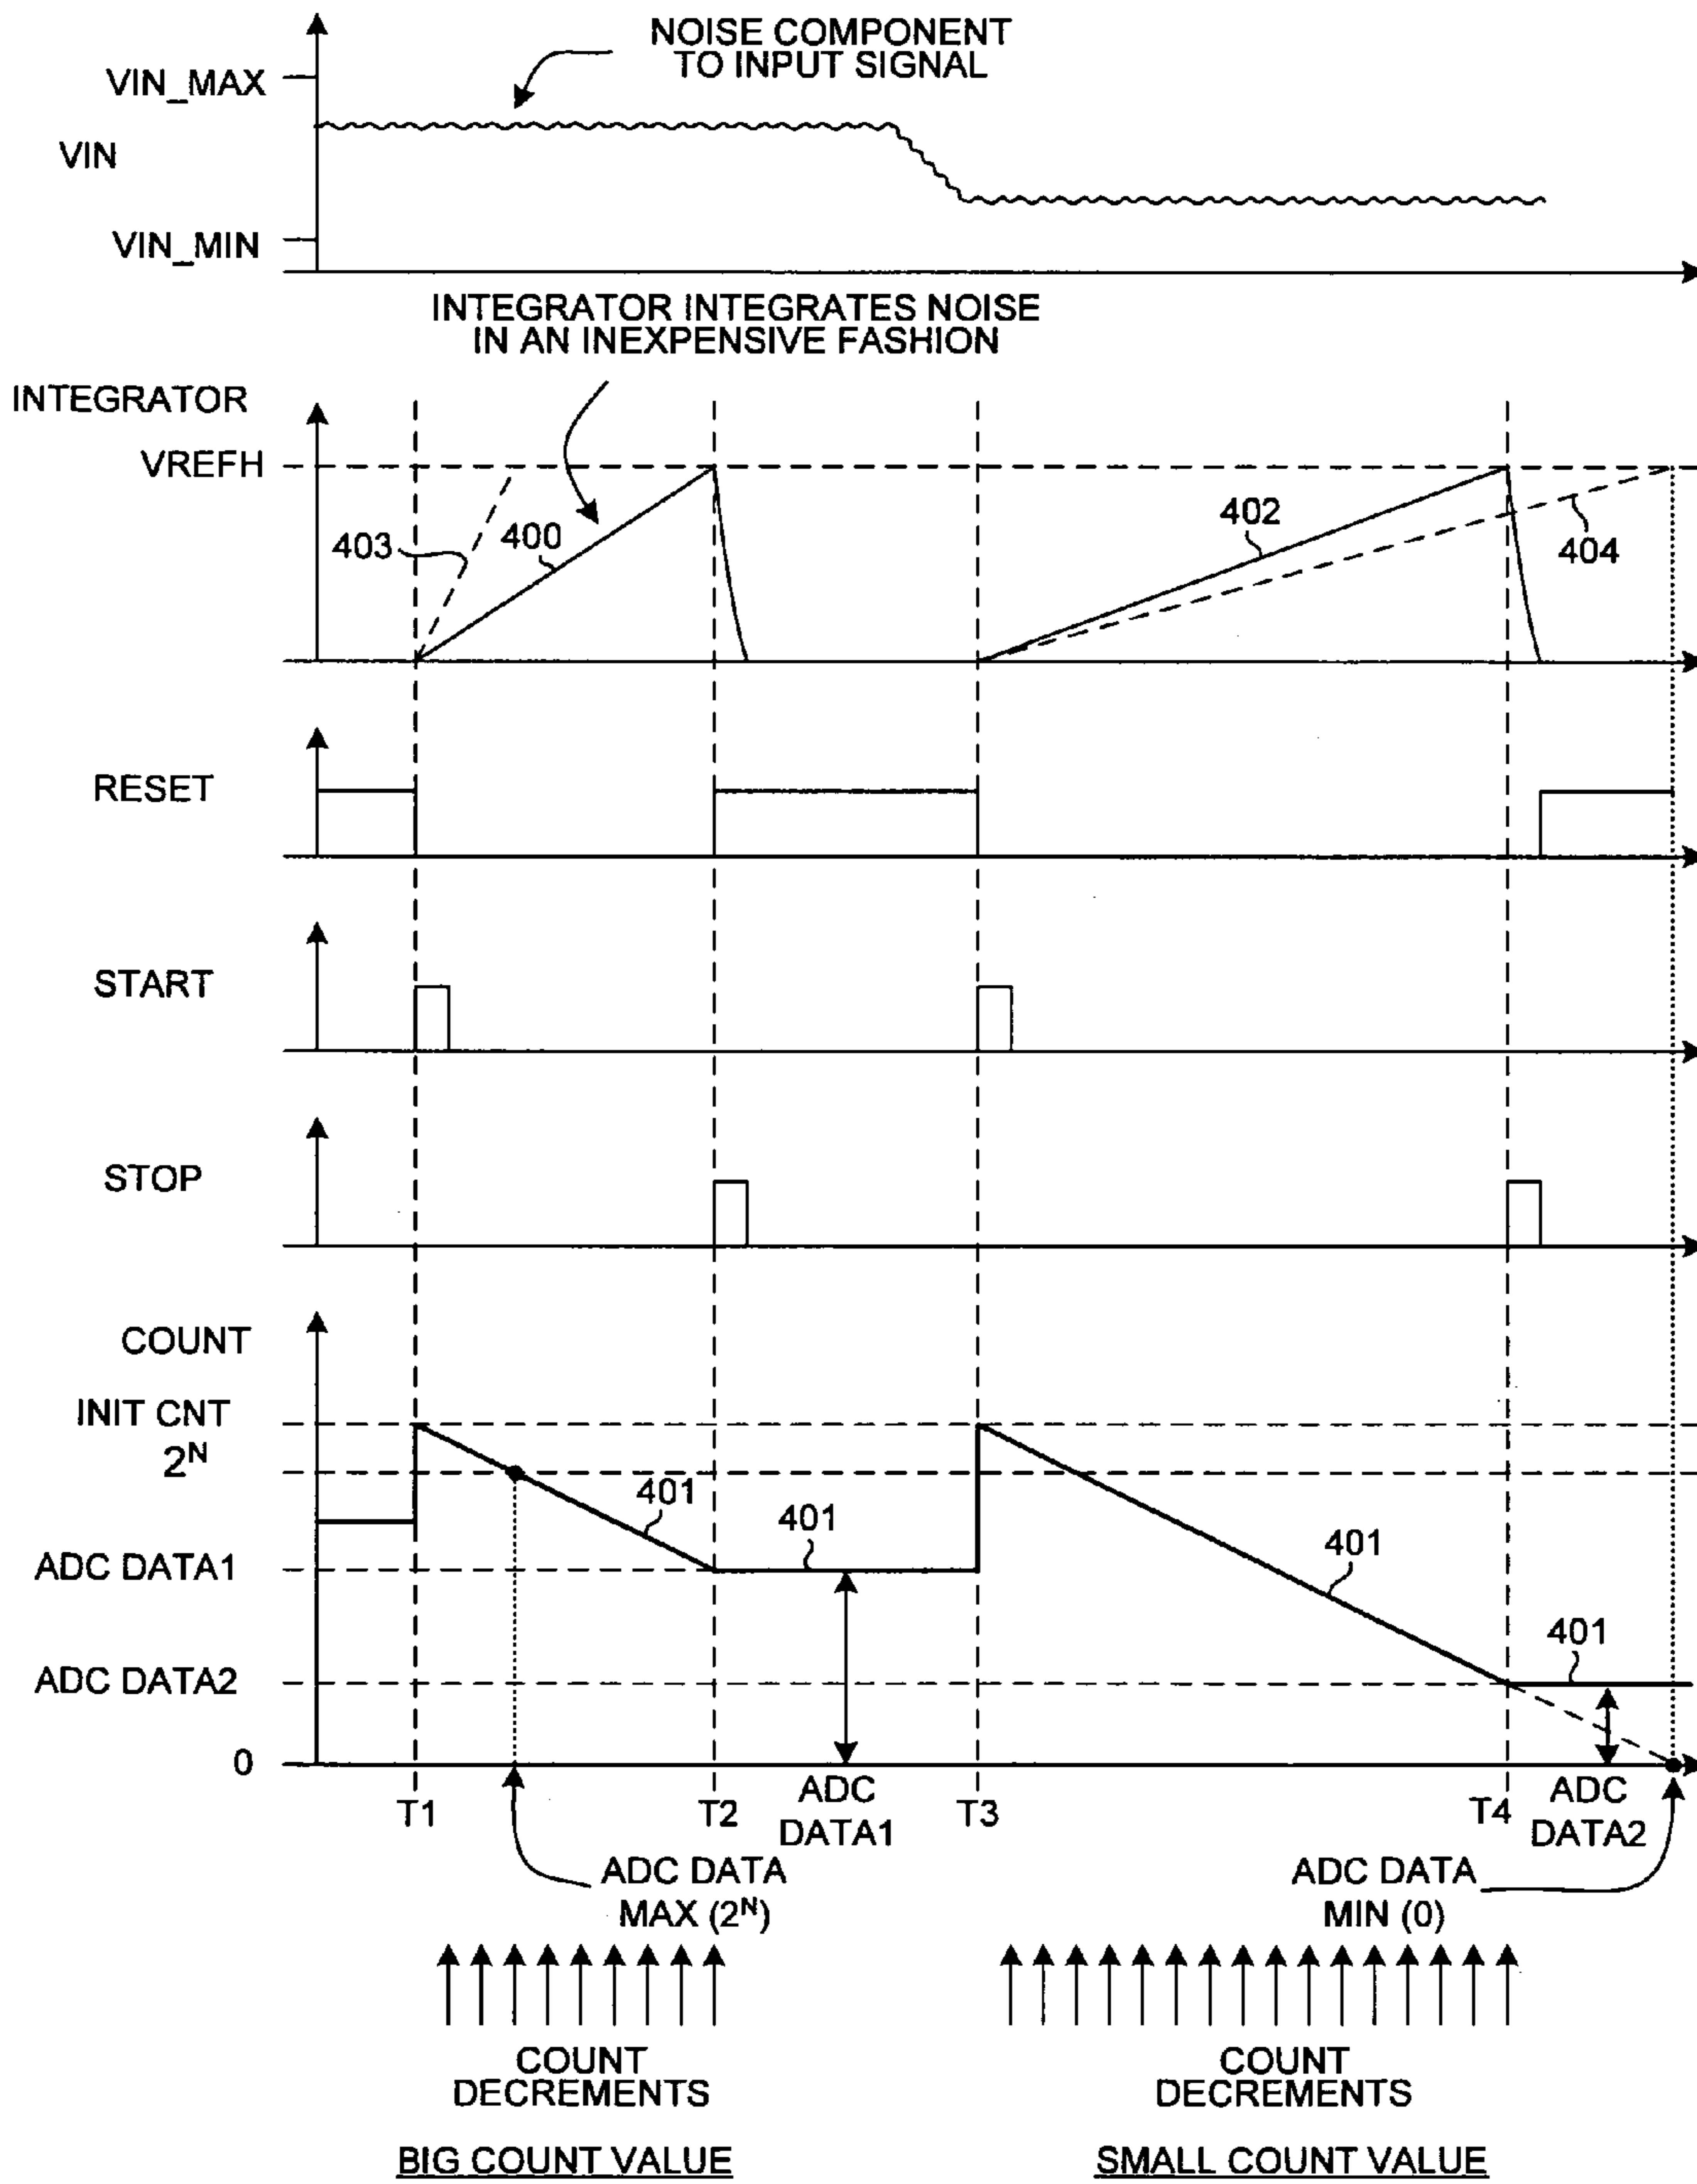 NOISE COMPONENT
TO INPUT SIGNAL
VIN_MAX
VIN
VIN_MIN
INTEGRATOR INTEGRATES NOISE
IN AN INEXPENSIVE FASHION
INTEGRATOR
VREFH
403
400
402
404
RESET
START
STOP
COUNT
INIT CNT
2^N
401
401
401
401
ADC DATA1
ADC DATA2
0
T1
T2
ADC
DATA1
T3
T4
ADC
DATA2
ADC DATA
MAX (2^N)
ADC DATA
MIN (0)
COUNT
DECREMENTS
COUNT
DECREMENTS
BIG COUNT VALUE
SMALL COUNT VALUE